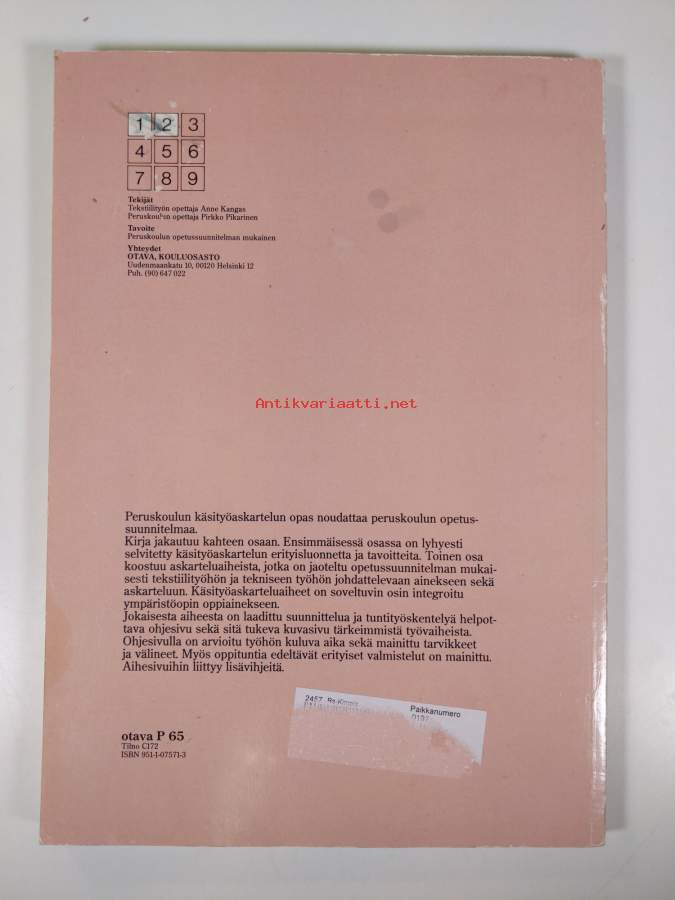 1 2 3
4 5 6
7 8 9
Tekijät
Tekstiilityön opettaja Anne Kangas
Peruskoulun opettaja Pirkko Pikarinen
Tavoite
Peruskoulun opetussuunnitelman mukainen
Yhteydet
OTAVA, KOULUOSASTO
Uudenmaankatu 10, 00120 Helsinki 12
Puh. (90) 647 022
Antikvariaatti.net
Peruskoulun käsityöaskartelun opas noudattaa peruskoulun opetus-
suunnitelmaa.
Kirja jakautuu kahteen osaan. Ensimmäisessä osassa on lyhyesti
selvitetty käsityöaskartelun erityisluonnetta ja tavoitteita. Toinen osa
koostuu askarteluaiheista, jotka on jaoteltu opetussuunnitelman mukai-
sesti tekstiilityöhön ja tekniseen työhön johdattelevaan ainekseen sekä
askarteluun. Käsityöaskarteluaiheet on soveltuvin osin integroitu
ympäristöopin oppiainekseen.
Jokaisesta aiheesta on laadittu suunnittelua ja tuntityöskentelyä helpot-
tava ohjesivu sekä sitä tukeva kuvasivu tärkeimmistä työvaiheista.
Ohjesivulla on arvioitu työhön kuluva aika sekä mainittu tarvikkeet
ja välineet. Myös oppituntia edeltävät erityiset valmistelut on mainittu.
Aihesivuihin liittyy lisävihjeitä.
2457
Paikkanumero
otava P 65
Tilno C172
ISBN 951-1-07571-3